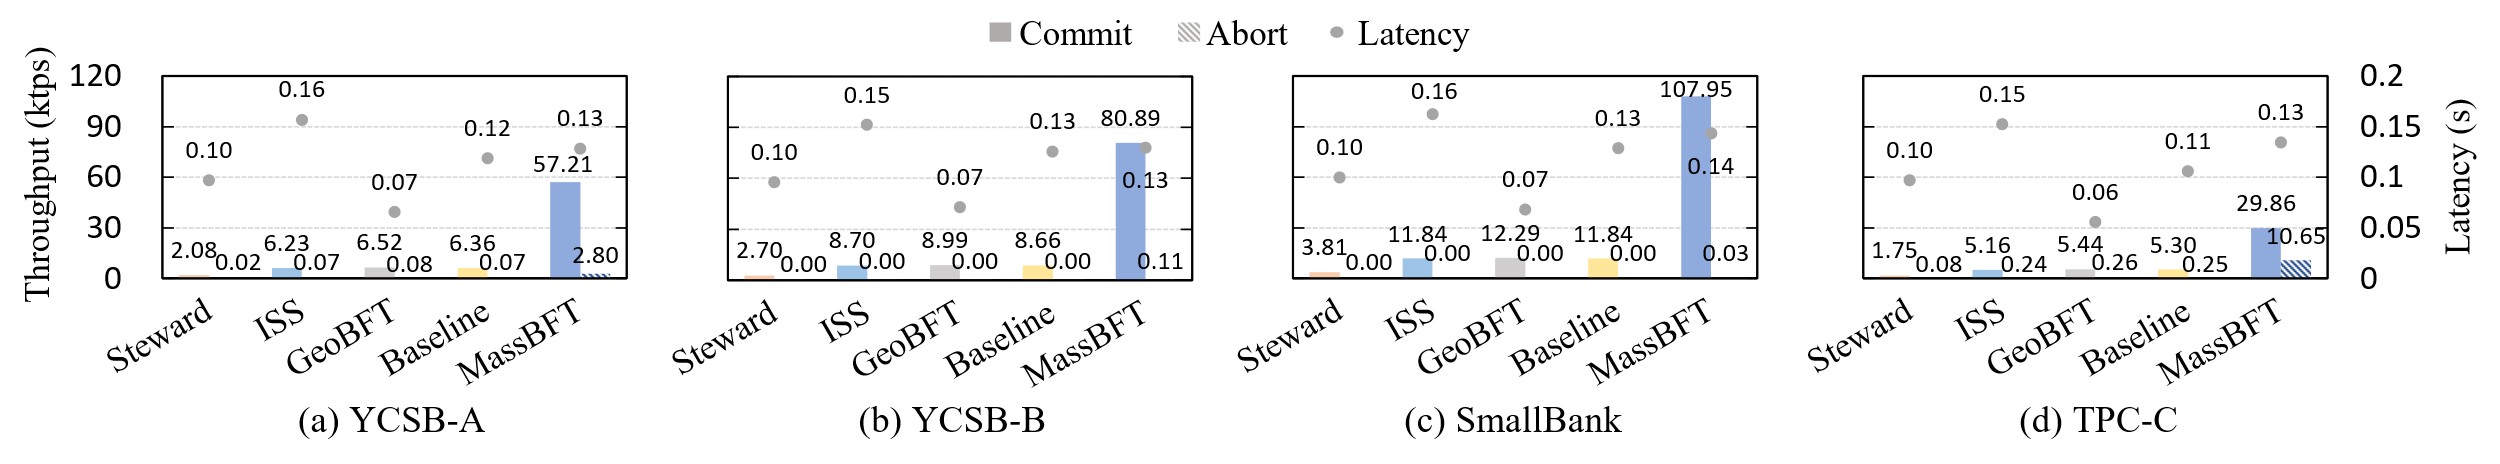 Commit Abort Latency
Throughput (ktps)
120
90
60
30
0
0.10
0.16
0.07
0.12
0.13
2.08
0.02
6.23
0.07
6.52
0.08
6.36
0.07
57.21
2.80
Steward
ISS
GeoBFT
Baseline
MassBFT
(a) YCSB-A
0.10
0.15
0.07
0.13
0.13
2.70
0.00
8.70
0.00
8.99
0.00
8.66
0.00
80.89
0.11
Steward
ISS
GeoBFT
Baseline
MassBFT
(b) YCSB-B
0.10
0.16
0.07
0.13
0.14
3.81
0.00
11.84
0.00
12.29
0.00
11.84
0.00
107.95
0.03
Steward
ISS
GeoBFT
Baseline
MassBFT
(c) SmallBank
0.10
0.15
0.06
0.11
0.13
1.75
0.08
5.16
0.24
5.44
0.26
5.30
0.25
29.86
10.65
Steward
ISS
GeoBFT
Baseline
MassBFT
(d) TPC-C
0.2
0.15
0.1
0.05
0
Latency (s)